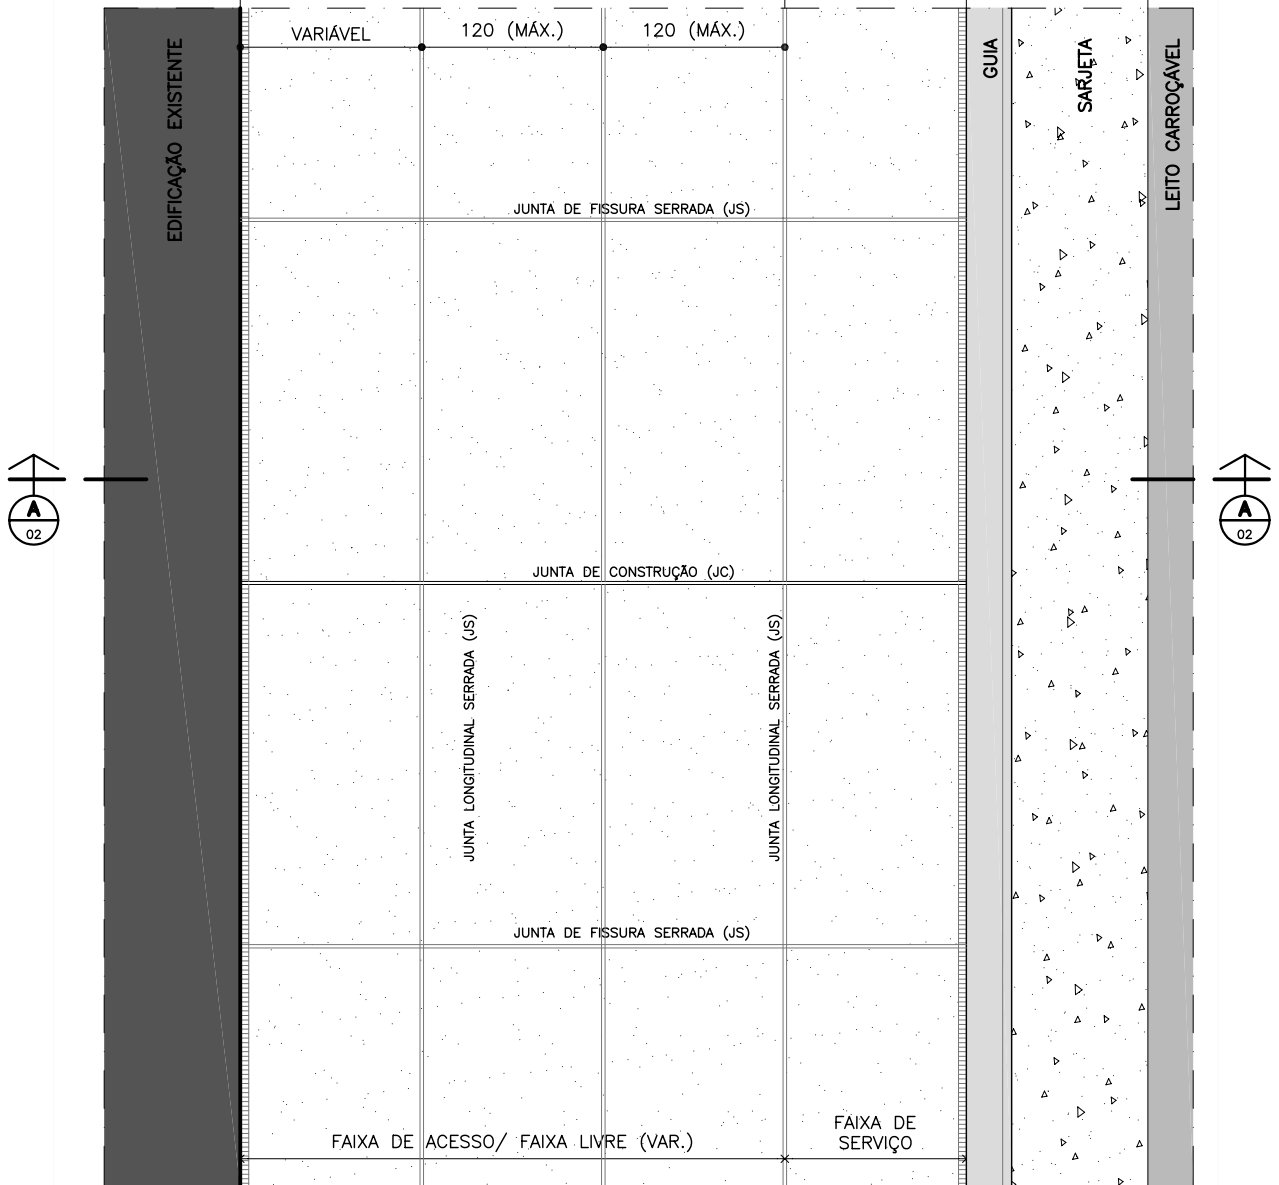 VARIÁVEL
120 (MÁX.)
120 (MÁX.)
EDIFICAÇÃO EXISTENTE
GUIA
SARJETA
LEITO CARROÇÁVEL
JUNTA DE FISSURA SERRADA (JS)
A
02
A
02
JUNTA DE CONSTRUÇÃO (JC)
JUNTA LONGITUDINAL SERRADA (JS)
JUNTA LONGITUDINAL SERRADA (JS)
JUNTA DE FISSURA SERRADA (JS)
FAIXA DE ACESSO/ FAIXA LIVRE (VAR.)
FAIXA DE
SERVIÇO